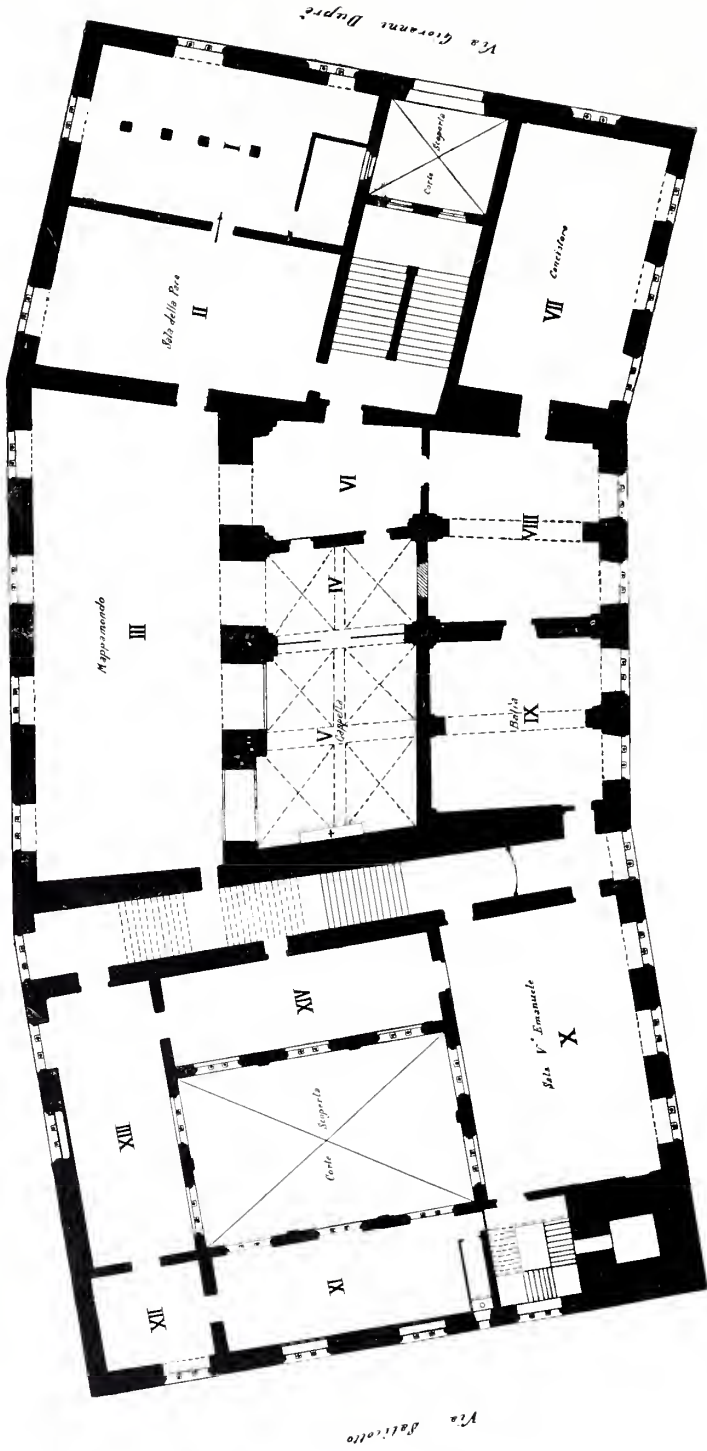 Via Giovanni Duprè
I
Corte Scoperta
Sala della Pace
II
VII
Concistoro
VI
VIII
Mappamondo
III
IV
V
Cappella
IX
Balìa
XIV
Sala V° Emanuele
X
Corte Scoperta
XIII
XI
XII
Via Salicotto